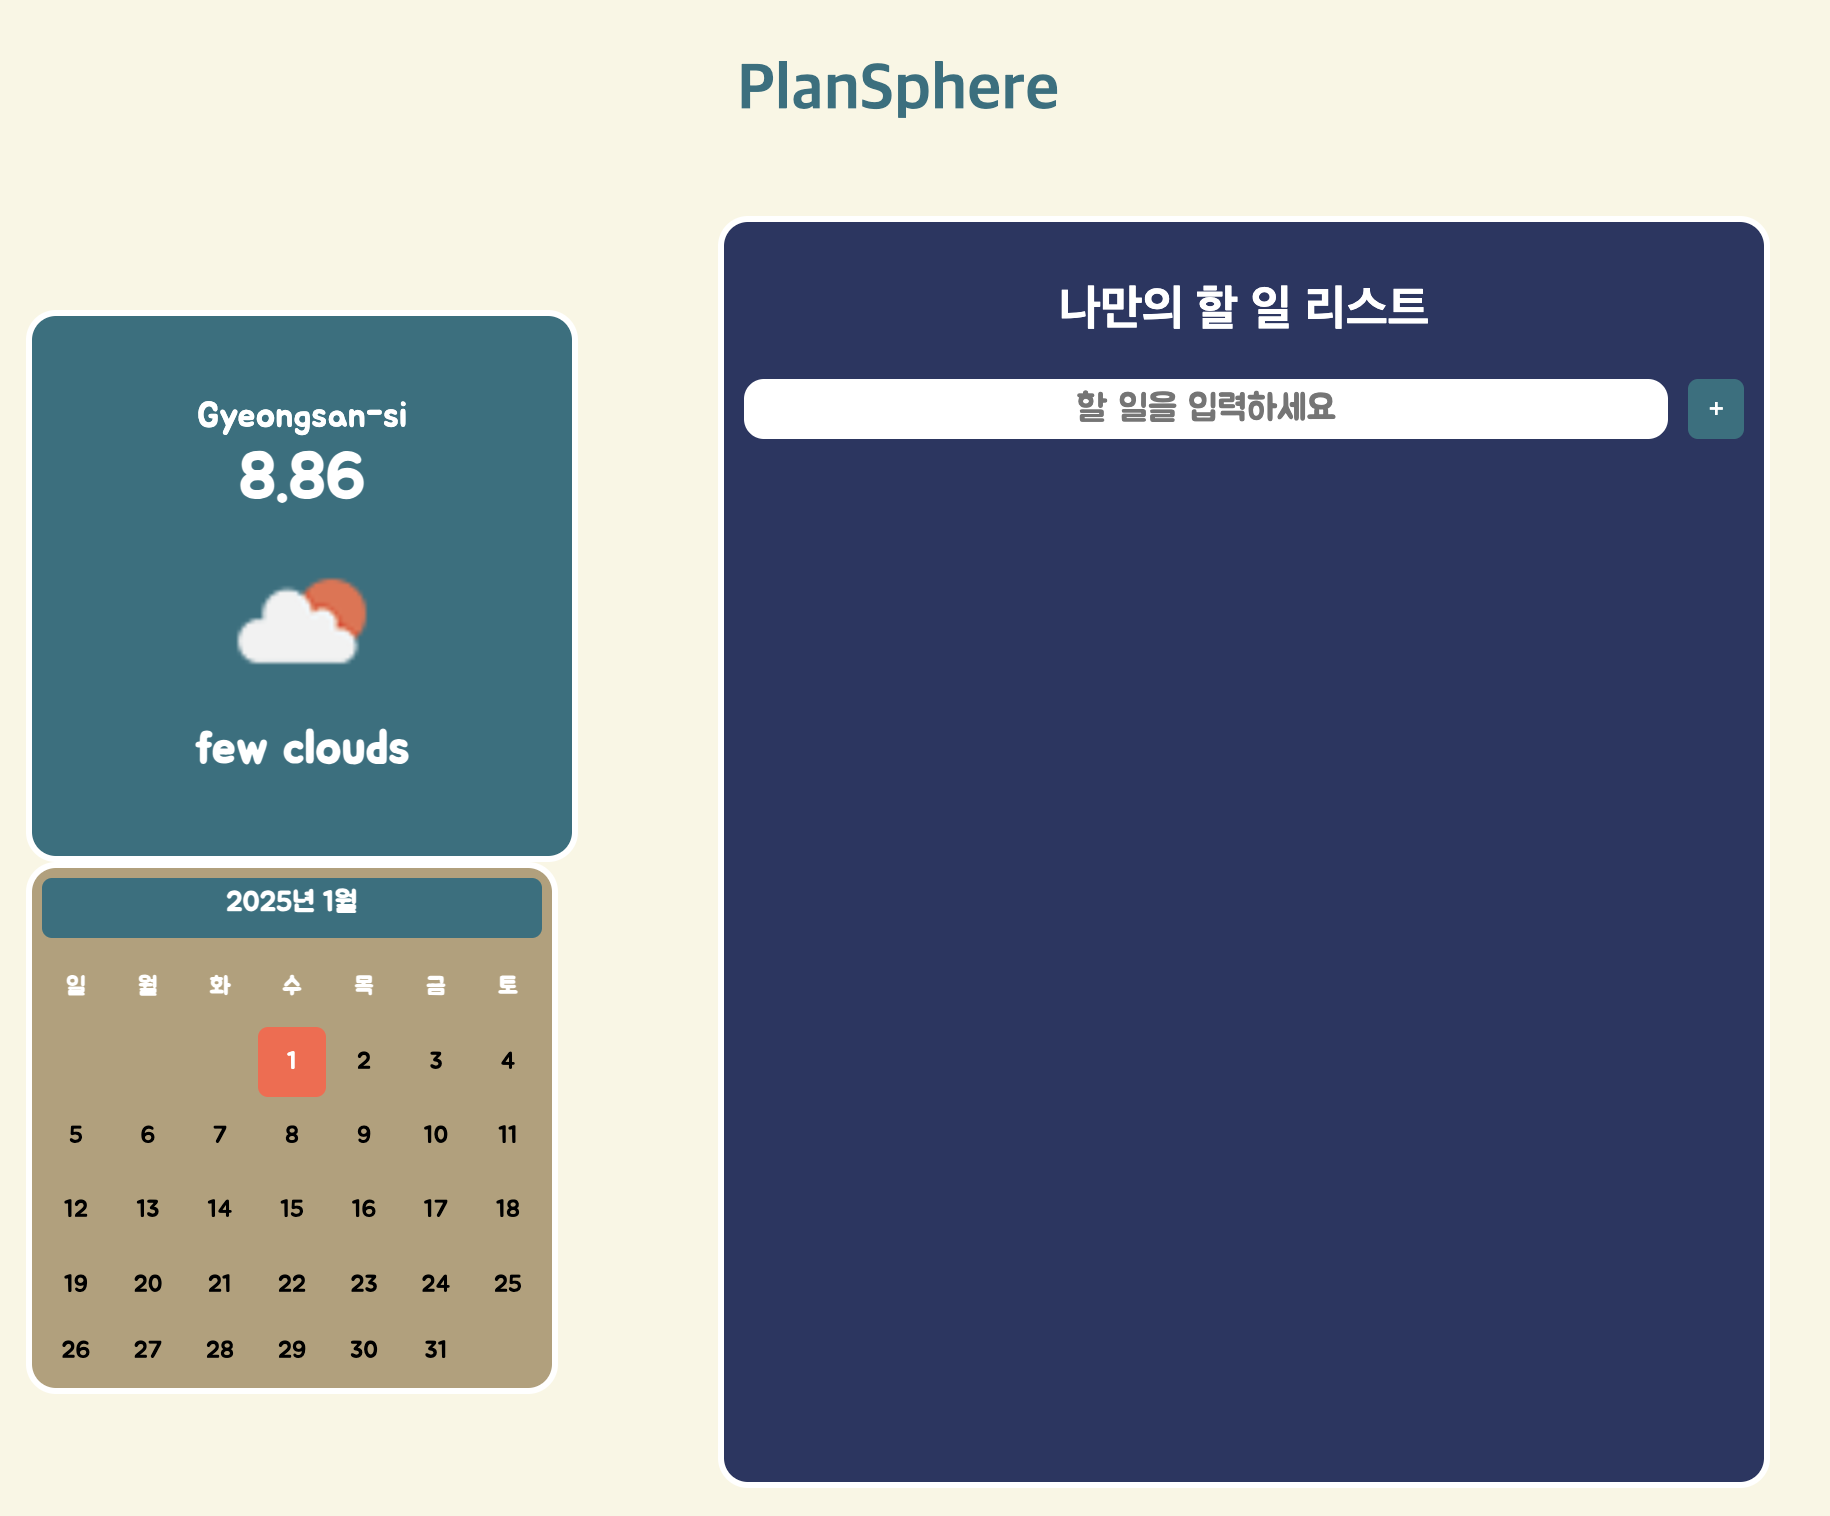 PlanSphere
Gyeongsan-si
8.86
few clouds
2025년 1월
일 월 화 수 목 금 토
1 2 3 4
5 6 7 8 9 10 11
12 13 14 15 16 17 18
19 20 21 22 23 24 25
26 27 28 29 30 31
나만의 할 일 리스트
할 일을 입력하세요 +